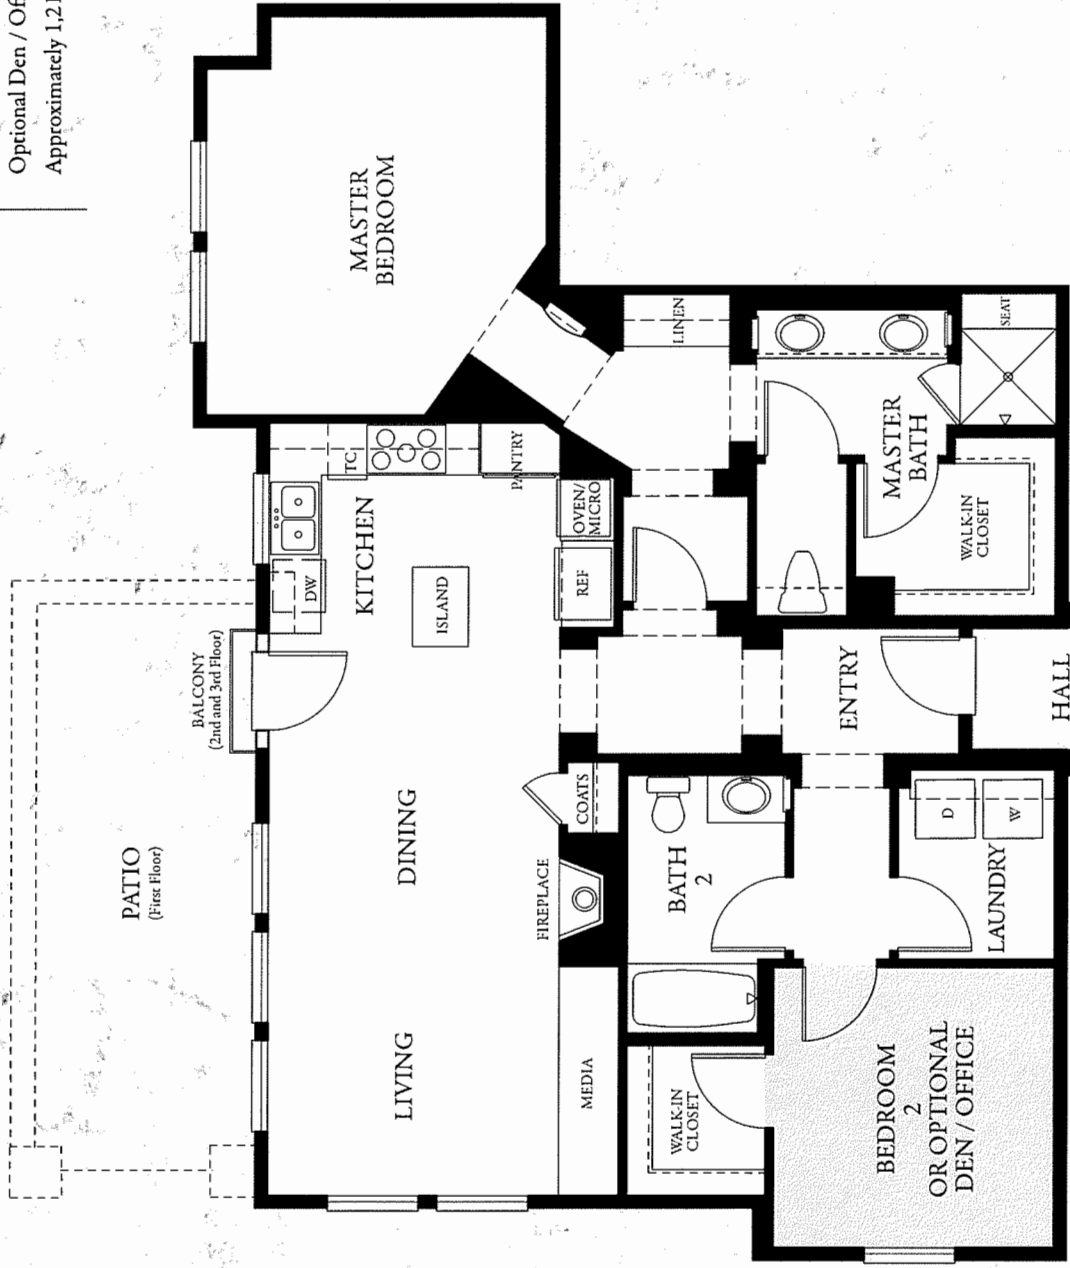 Optional Den / Of
Approximately 1,21
MASTER
BEDROOM
LINEN
SEAT
MASTER
BATH
WALK-IN
CLOSET
TC
PANTRY
OVEN/
MICRO
REF
KITCHEN
DW
ISLAND
BALCONY
(2nd and 3rd Floor)
ENTRY
HALL
PATIO
(First Floor)
DINING
COATS
FIREPLACE
BATH
2
D
W
LAUNDRY
LIVING
MEDIA
WALK-IN
CLOSET
BEDROOM
2
OR OPTIONAL
DEN / OFFICE